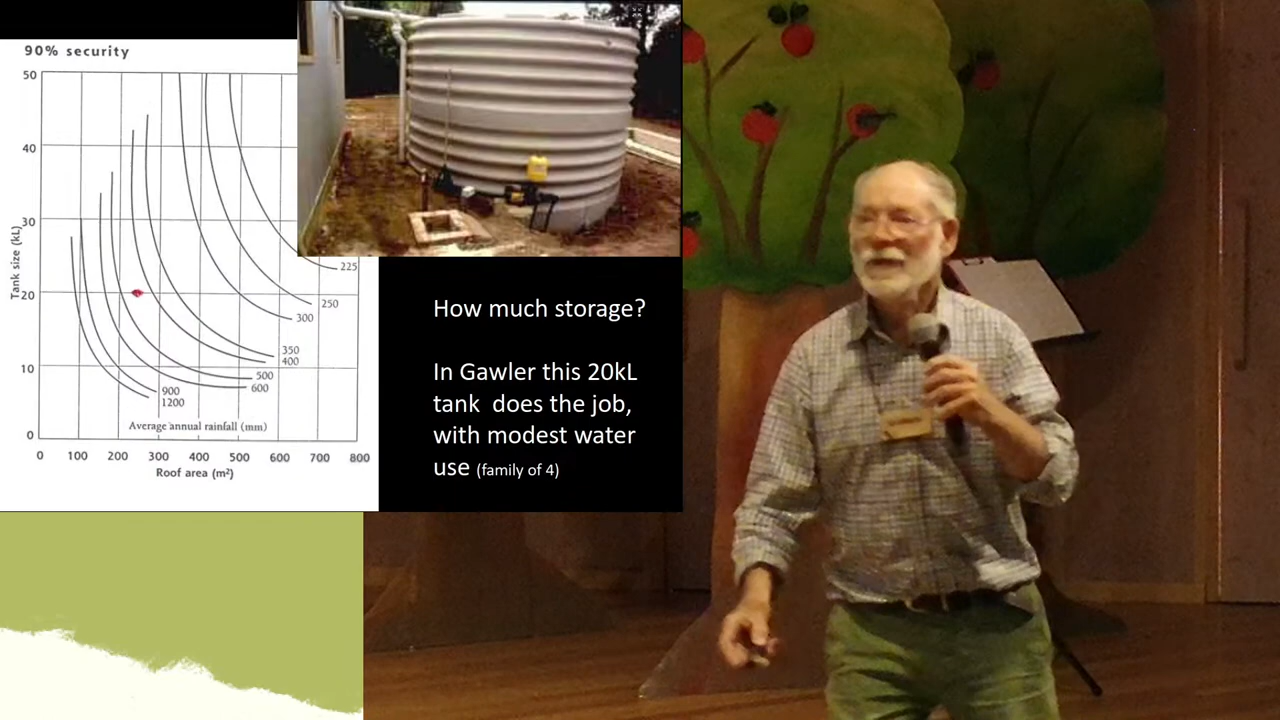 90% security
50
40
30
20
10
0
Tank size (kL)
225
250
300
350
400
500
600
900
1200
Average annual rainfall (mm)
0 100 200 300 400 500 600 700 800
Roof area (m²)
How much storage?
In Gawler this 20kL
tank does the job,
with modest water
use (family of 4)